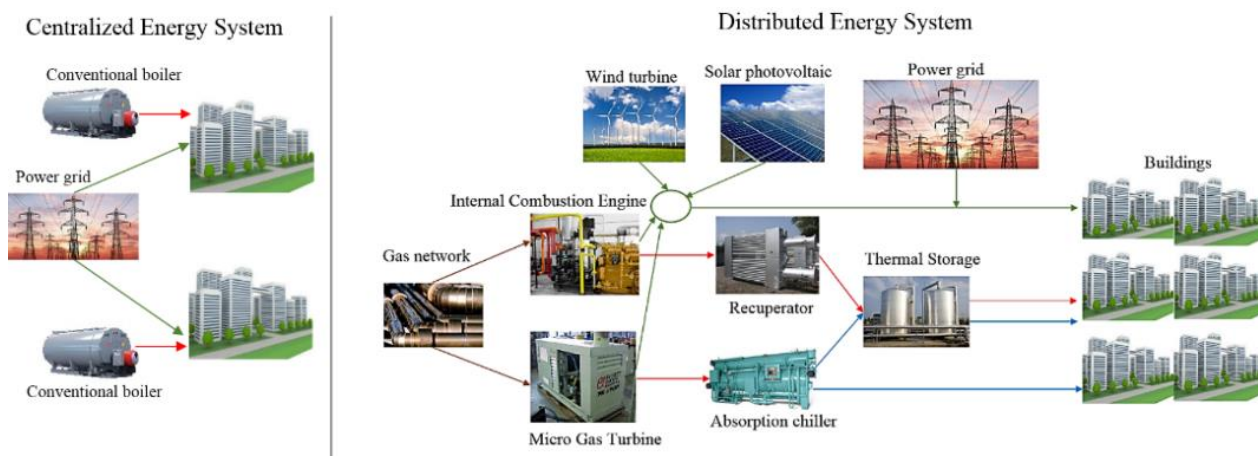 Centralized Energy System
Conventional boiler
Power grid
Conventional boiler
Distributed Energy System
Wind turbine
Solar photovoltaic
Power grid
Buildings
Internal Combustion Engine
Gas network
Thermal Storage
Recuperator
Absorption chiller
Micro Gas Turbine